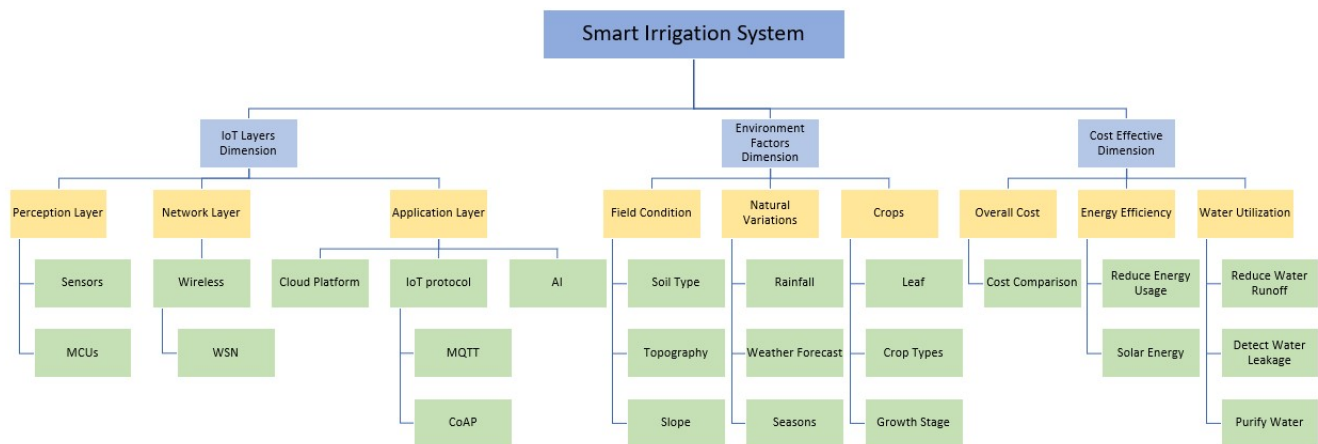 Smart Irrigation System
IoT Layers
Dimension
Environment
Factors
Dimension
Cost Effective
Dimension
Perception Layer
Network Layer
Application Layer
Field Condition
Natural
Variations
Crops
Overall Cost
Energy Efficiency
Water Utilization
Sensors
Wireless
Cloud Platform
IoT protocol
AI
Soil Type
Rainfall
Leaf
Cost Comparison
Reduce Energy
Usage
Reduce Water
Runoff
MCUs
WSN
MQTT
Topography
Weather Forecast
Crop Types
Solar Energy
Detect Water
Leakage
CoAP
Slope
Seasons
Growth Stage
Purify Water